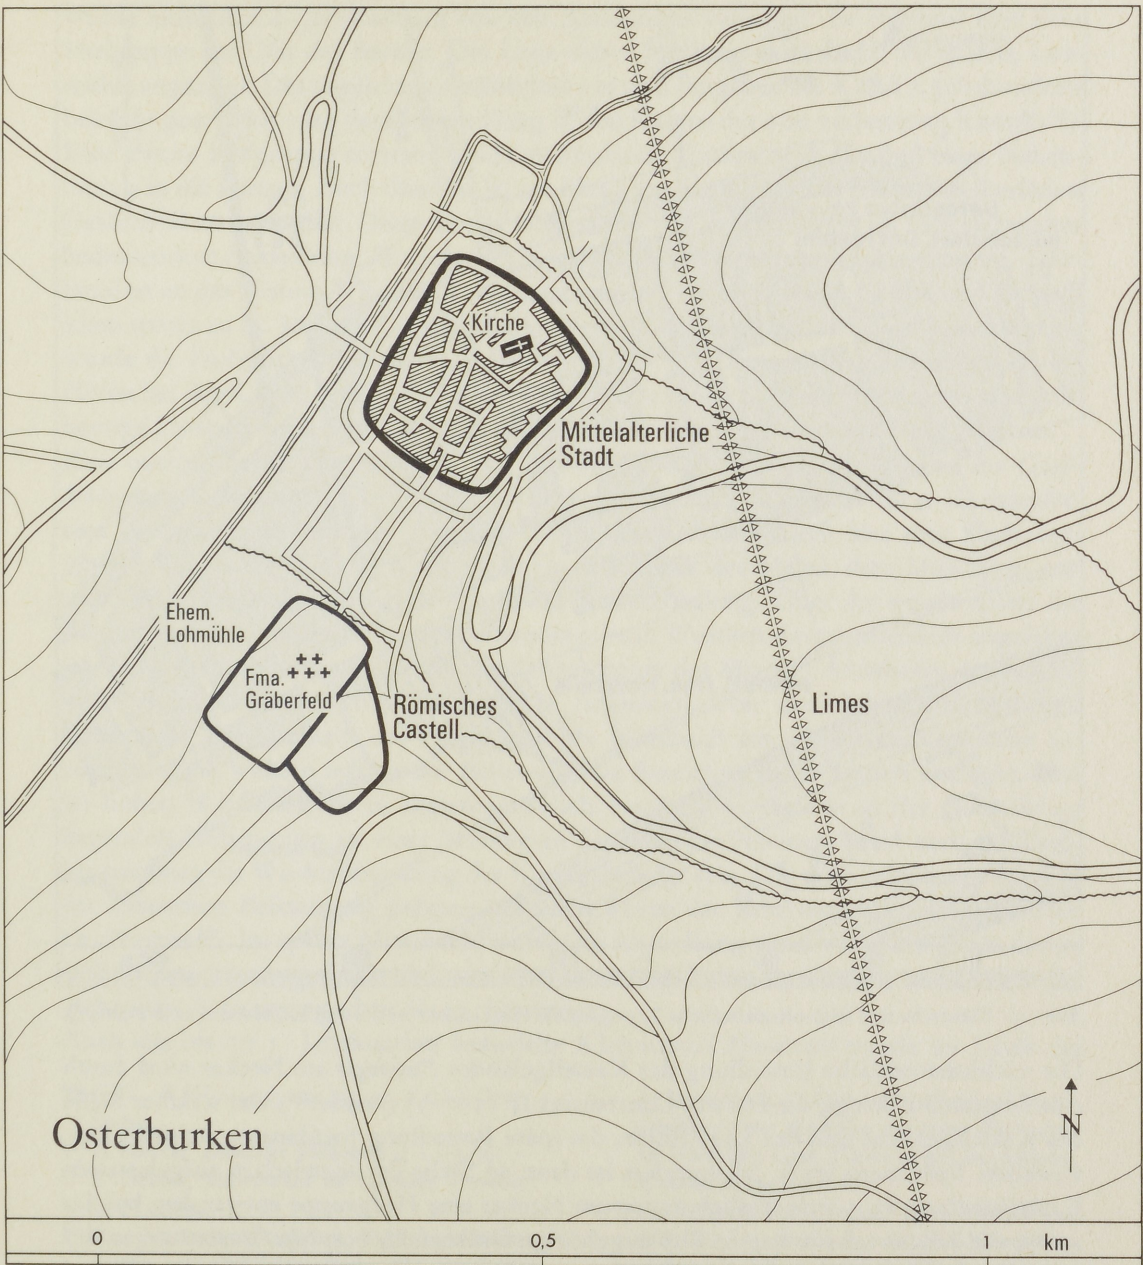 Kirche
Mittelalterliche
Stadt
Ehem.
Lohmühle
Fma.
Gräberfeld
Römisches
Castell
Limes
Osterburken
N
0
0,5
1
km